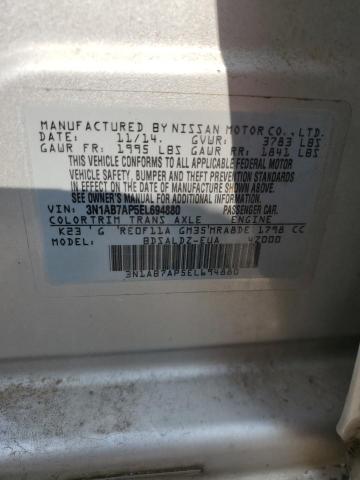 MANUFACTURED BY NISSAN MOTOR CO., LTD.
DATE: 11/14. GVWR: 3783 LBS
GAWR FR: 1995 LBS GAWR RR: 1841 LBS
THIS VEHICLE CONFORMS TO ALL APPLICABLE FEDERAL MOTOR
VEHICLE SAFETY, BUMPER, AND THEFT PREVENTION STANDARDS
IN EFFECT ON THE DATE OF MANUFACTURE SHOWN ABOVE.
SEE OWNER'S MANUAL FOR ADDITIONAL INFORMATION
VIN: 3N1AB7AP5EL694880 PASSENGER CAR.
COLOR TRIM TRANS AXLE ENGINE
K23 G RE0F11A GM35 MRA8DE 1798 CC
MODEL: BDSALDZ-EUA 4Z000
3N1AB7AP5EL694880